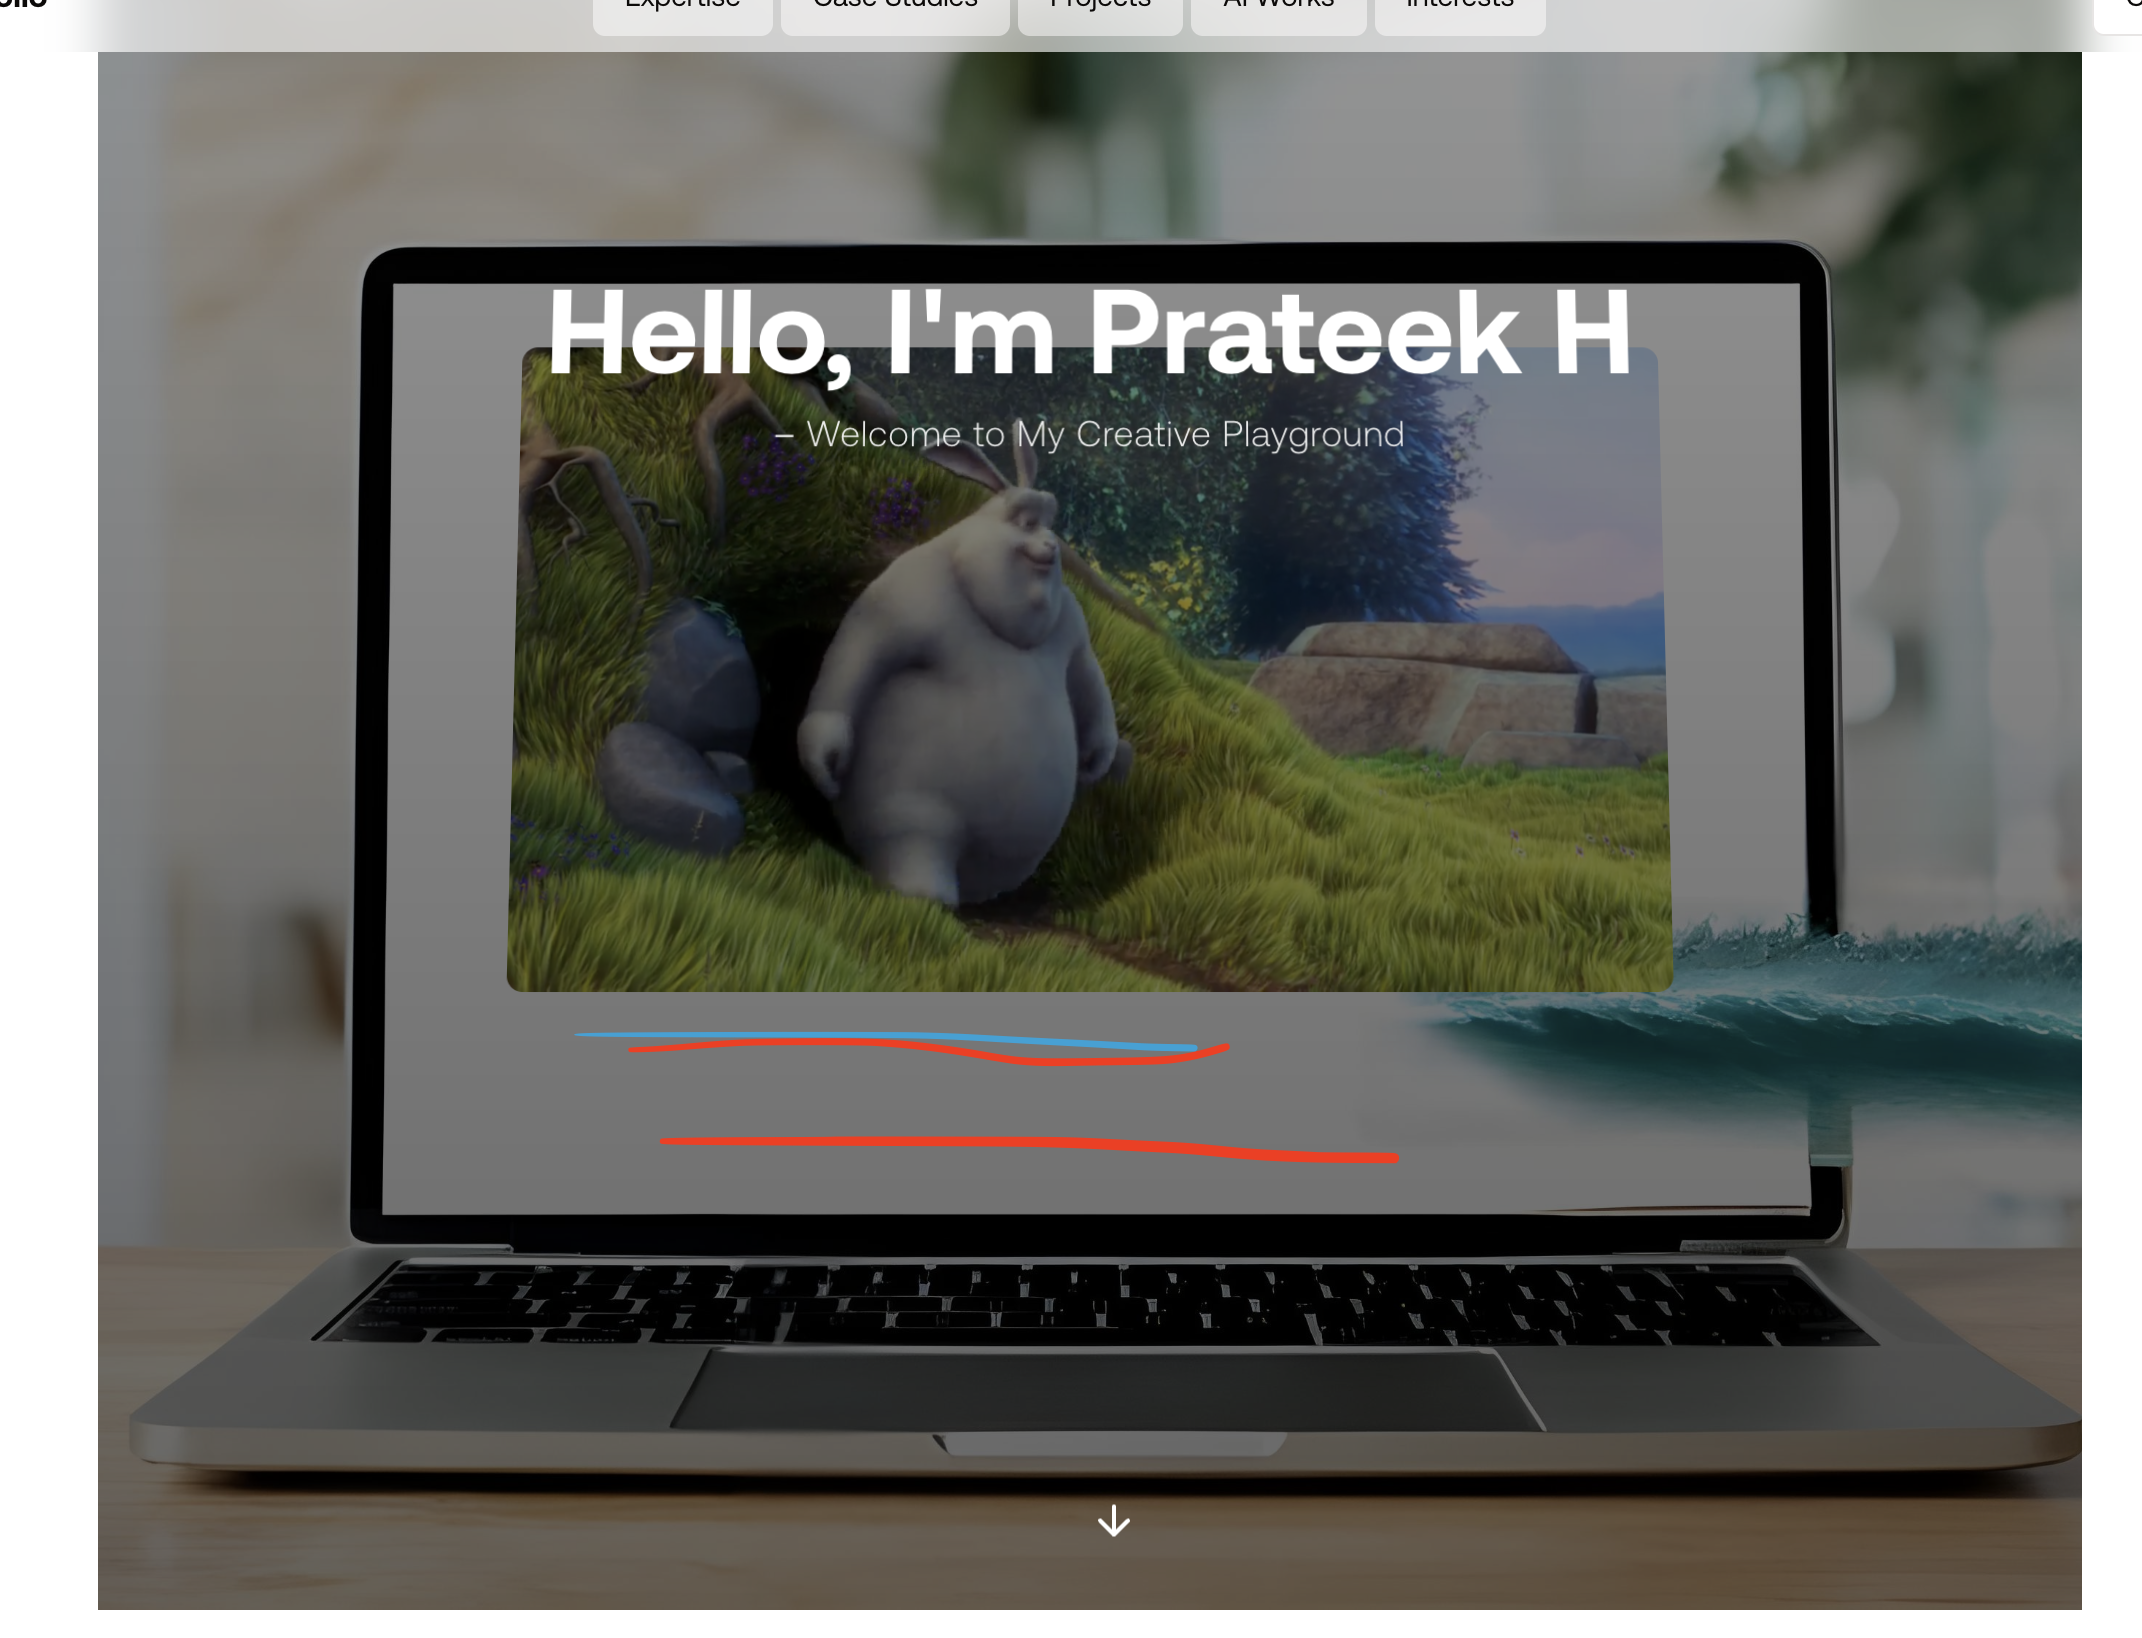 Expertise
Case Studies
Projects
AI Works
Interests
Hello, I'm Prateek H
– Welcome to My Creative Playground